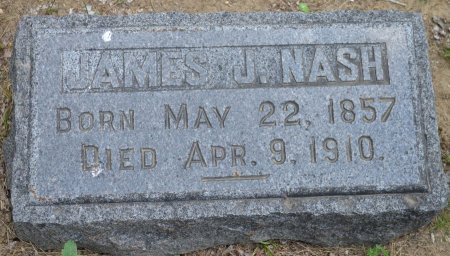 JAMES J. NASH
BORN MAY 22, 1857
DIED APR. 9, 1910.